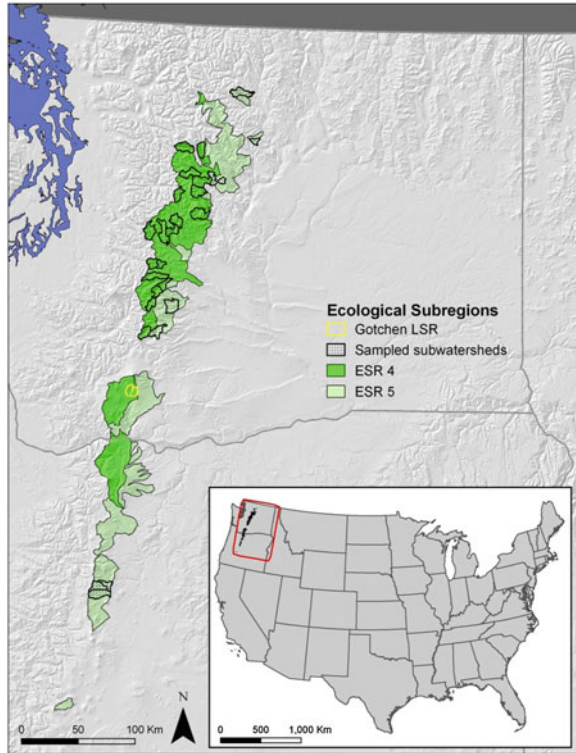 Ecological Subregions
Gotchen LSR
Sampled subwatersheds
ESR 4
ESR 5
N
0 50 100 Km
0 500 1,000 Km